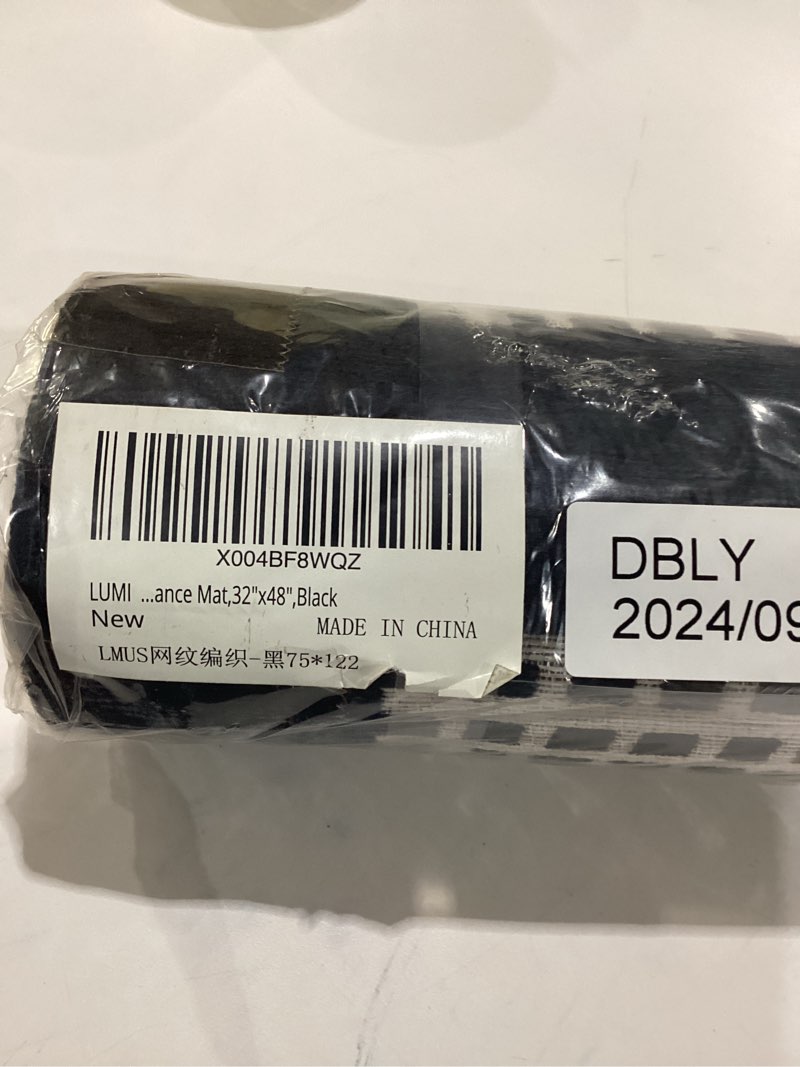 X004BF8WQZ
LUMI ...ance Mat,32"x48",Black
New
MADE IN CHINA
LMUS网纹编织-黑75*122
DBLY
2024/09